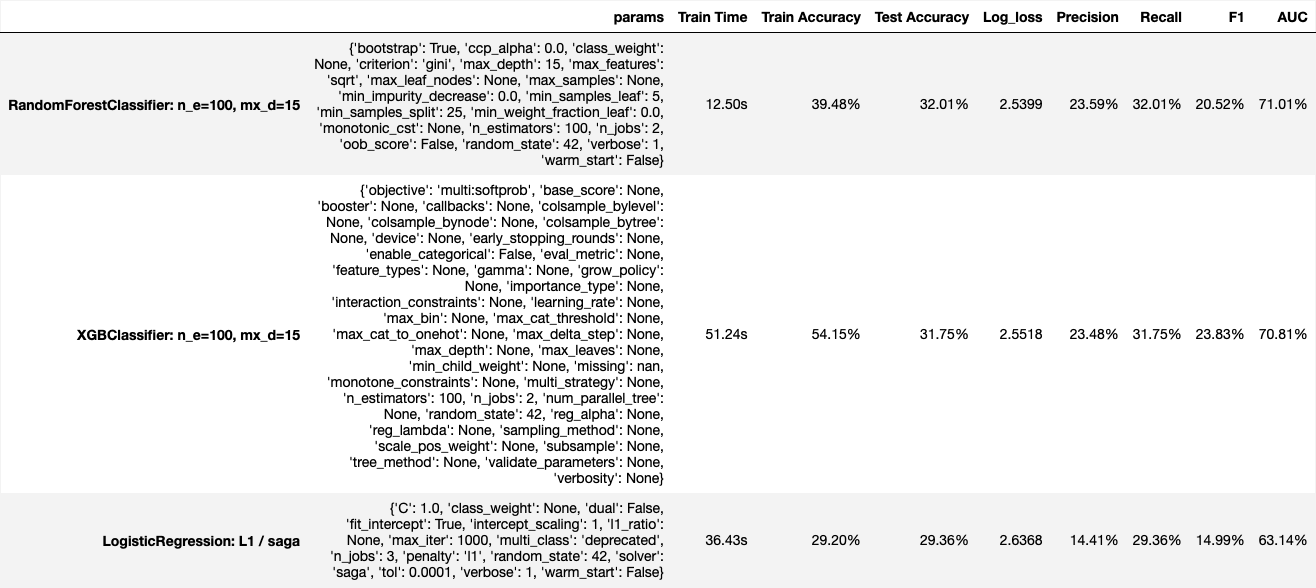 params Train Time Train Accuracy Test Accuracy Log_loss Precision Recall F1 AUC
{'bootstrap': True, 'ccp_alpha': 0.0, 'class_weight':
None, 'criterion': 'gini', 'max_depth': 15, 'max_features':
'sqrt', 'max_leaf_nodes': None, 'max_samples': None,
'min_impurity_decrease': 0.0, 'min_samples_leaf': 5,
RandomForestClassifier: n_e=100, mx_d=15 'min_samples_split': 25, 'min_weight_fraction_leaf': 0.0, 12.50s 39.48% 32.01% 2.5399 23.59% 32.01% 20.52% 71.01%
'monotonic_cst': None, 'n_estimators': 100, 'n_jobs': 2,
'oob_score': False, 'random_state': 42, 'verbose': 1,
'warm_start': False}
{'objective': 'multi:softprob', 'base_score': None,
'booster': None, 'callbacks': None, 'colsample_bylevel':
None, 'colsample_bynode': None, 'colsample_bytree':
None, 'device': None, 'early_stopping_rounds': None,
'enable_categorical': False, 'eval_metric': None,
'feature_types': None, 'gamma': None, 'grow_policy':
None, 'importance_type': None,
'interaction_constraints': None, 'learning_rate': None,
'max_bin': None, 'max_cat_threshold': None,
XGBClassifier: n_e=100, mx_d=15 'max_cat_to_onehot': None, 'max_delta_step': None, 51.24s 54.15% 31.75% 2.5518 23.48% 31.75% 23.83% 70.81%
'max_depth': None, 'max_leaves': None,
'min_child_weight': None, 'missing': nan,
'monotone_constraints': None, 'multi_strategy': None,
'n_estimators': 100, 'n_jobs': 2, 'num_parallel_tree':
None, 'random_state': 42, 'reg_alpha': None,
'reg_lambda': None, 'sampling_method': None,
'scale_pos_weight': None, 'subsample': None,
'tree_method': None, 'validate_parameters': None,
'verbosity': None}
{'C': 1.0, 'class_weight': None, 'dual': False,
'fit_intercept': True, 'intercept_scaling': 1, 'l1_ratio':
LogisticRegression: L1 / saga None, 'max_iter': 1000, 'multi_class': 'deprecated', 36.43s 29.20% 29.36% 2.6368 14.41% 29.36% 14.99% 63.14%
'n_jobs': 3, 'penalty': 'l1', 'random_state': 42, 'solver':
'saga', 'tol': 0.0001, 'verbose': 1, 'warm_start': False}